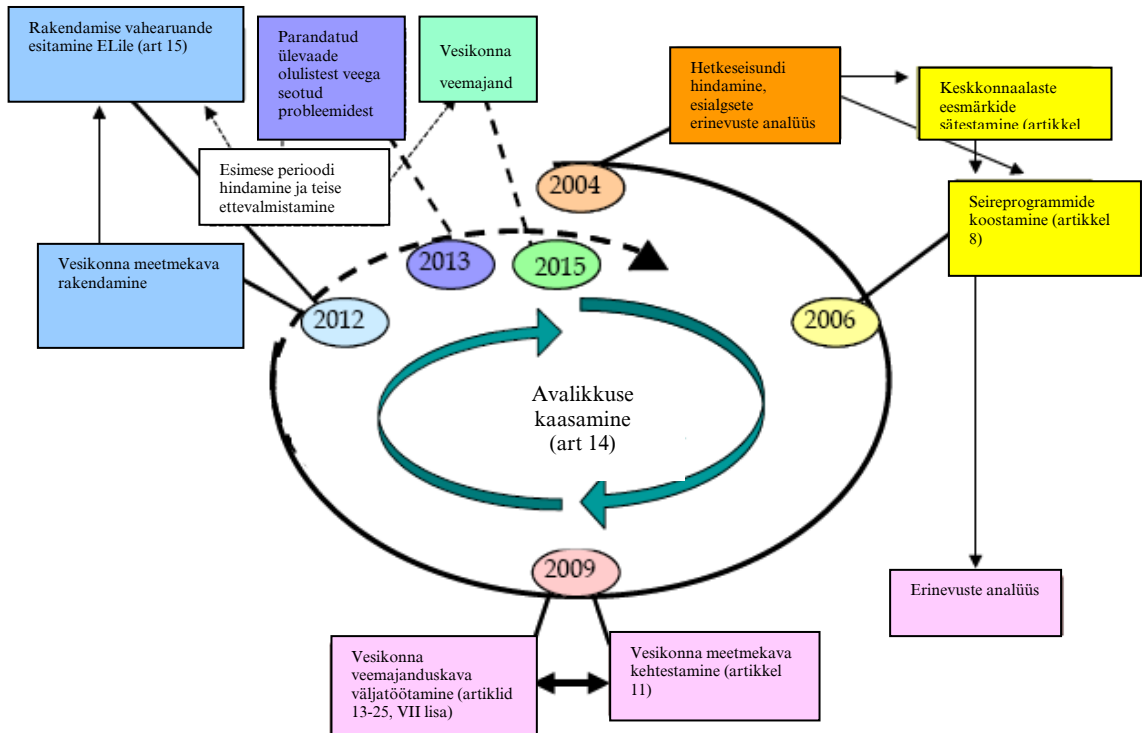 Rakendamise vahearuande
esitamine ELile (art 15)
Parandatud
ülevaade
olulistest veega
seotud
probleemidest
Vesikonna
veemajand
Hetkeseisundi
hindamine,
esialgsete
erinevuste analüüs
Keskkonnaalaste
eesmärkide
sätestamine (artikkel
Esimese perioodi
hindamine ja teise
ettevalmistamine
2004
Seireprogrammide
koostamine (artikkel
8)
Vesikonna meetmekava
rakendamine
2013
2015
2012
2006
Avalikkuse
kaasamine
(art 14)
2009
Erinevuste analüüs
Vesikonna
veemajanduskava
väljatöötamine (artiklid
13-25, VII lisa)
Vesikonna meetmekava
kehtestamine (artikkel
11)